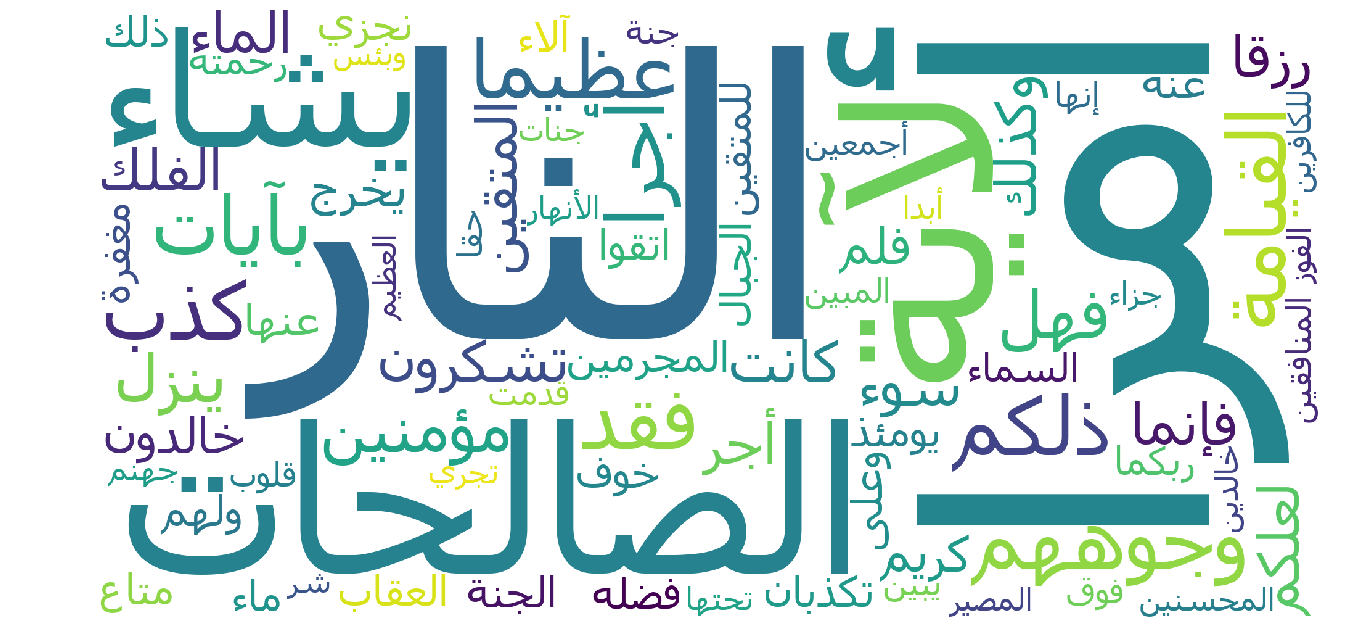 ذلك
الماء
رحمته
نجزي
وبئس
آلاء
جنة
عظيما
يشاء
النار
أجرا
المتقين
جنات
للمتقين
أجمعين
لآية
أمرا
وكذلك
إنها
عنه
رزقا
للكافرين
القيامة
الفلك
يخرج
بآيات
مغفرة
حقا
الأنهار
اتقوا
الجبال
أبدا
فلم
المبين
العظيم
كذب
عنها
فهل
جزاء
الفوز
المنافقين
ينزل
تشكرون
المجرمين
كانت
السماء
قدمت
سوء
خالدون
مؤمنين
فقد
أجر
يومئذ
ذلكم
فإنما
ربكما
خالدين
جهنم
قلوب
تجري
خوف
وعلى
لعلكم
ولهم
الصالحات
كريم
وجوههم
متاع
ماء
شر
العقاب
الجنة
فضله
تحتها
تكذبان
يبين
المصير
فوق
المحسنين